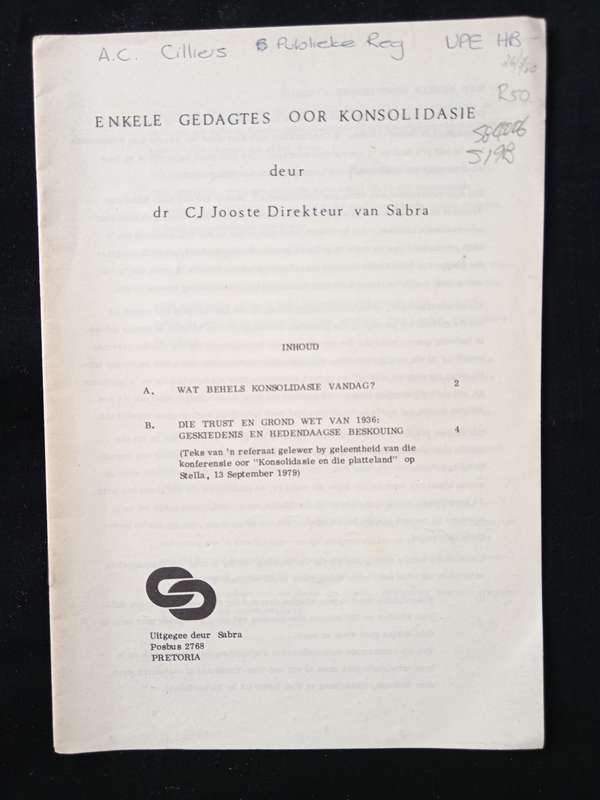 A.C. Cilliers Publieke Reg UPE HB
R50
ENKELE GEDAGTES OOR KONSOLIDASIE
deur
dr CJ Jooste Direkteur van Sabra
INHOUD
A. WAT BEHELS KONSOLIDASIE VANDAG? 2
B. DIE TRUST EN GROND WET VAN 1936:
GESKIEDENIS EN HEDENDAAGSE BESKOUING 4
(Teks van 'n referaat gelewer by geleentheid van die
konferensie oor "Konsolidasie en die platteland" op
Stella, 13 September 1979)
Uitgegee deur Sabra
Posbus 2768
PRETORIA